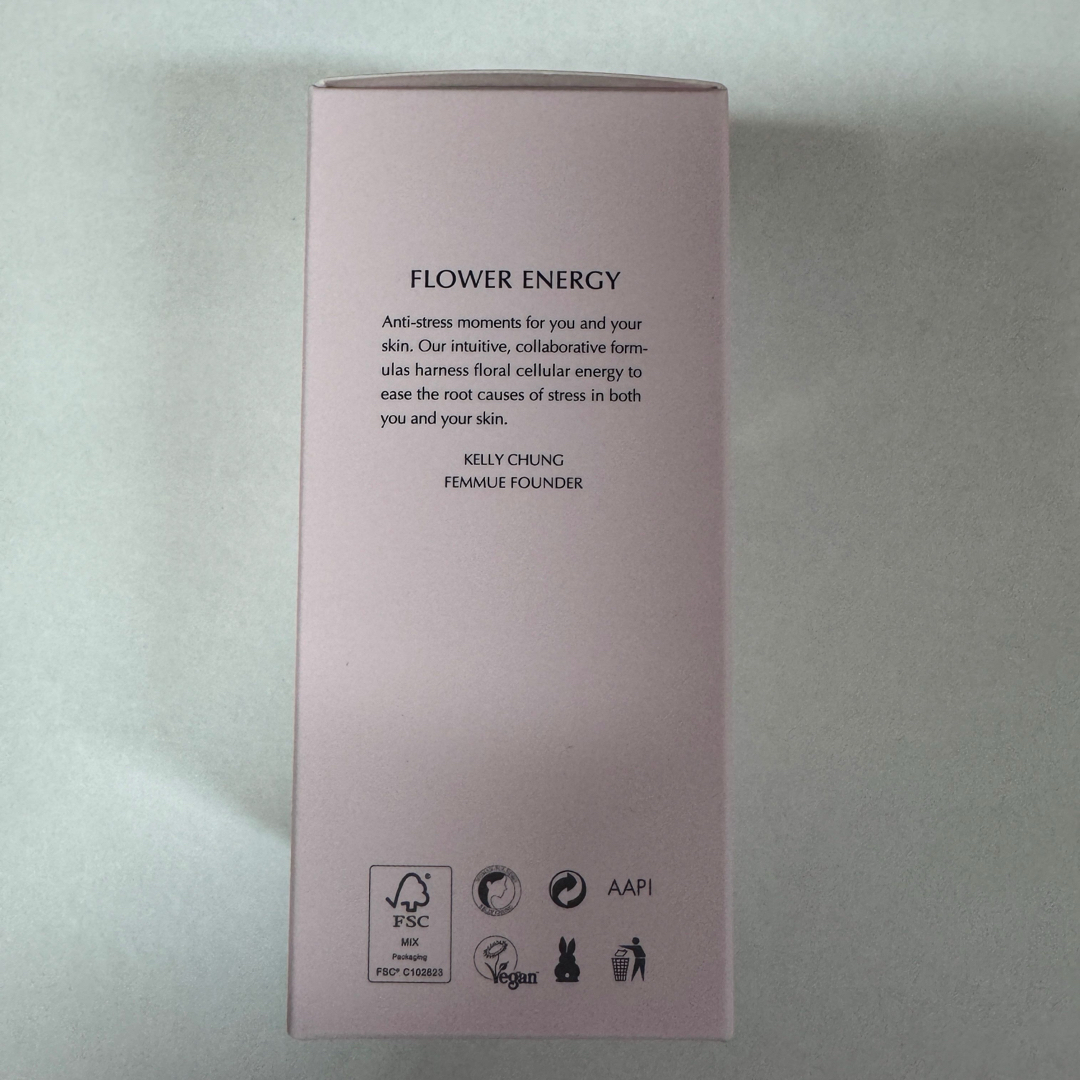 FLOWER ENERGY
Anti-stress moments for you and your
skin. Our intuitive, collaborative form-
ulas harness floral cellular energy to
ease the root causes of stress in both
you and your skin.
KELLY CHUNG
FEMMUE FOUNDER
AAPI
FSC
MIX
Packaging
FSC® C102823
Vegan